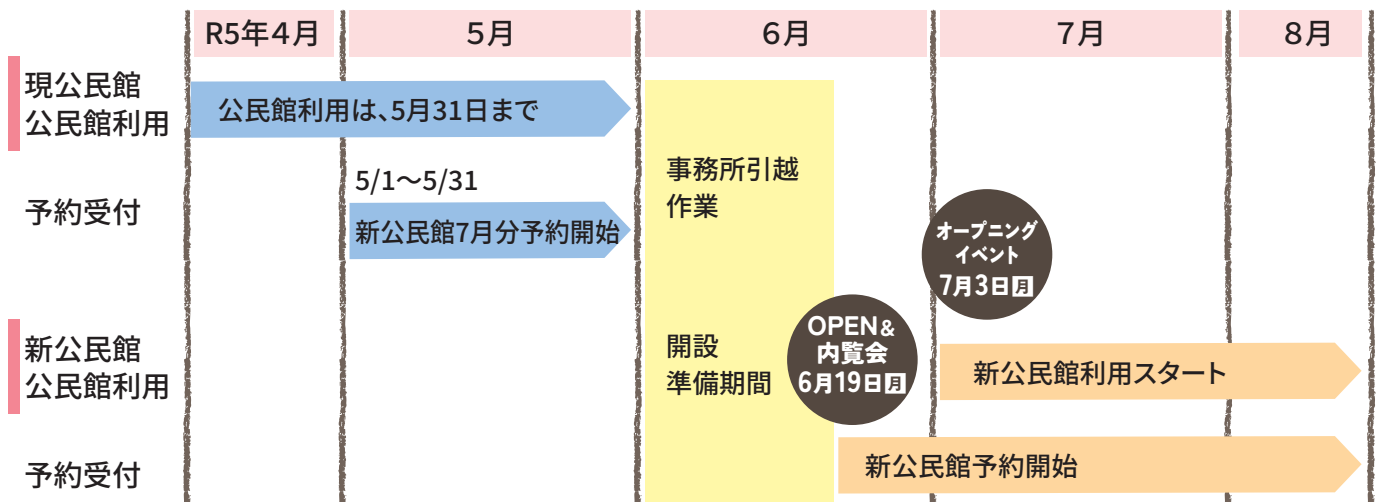 R5年4月
5月
6月
7月
8月
現公民館
公民館利用
公民館利用は、5月31日まで
予約受付
5/1～5/31
新公民館7月分予約開始
事務所引越
作業
オープニング
イベント
7月3日月
新公民館
公民館利用
開設
準備期間
OPEN&
内覧会
6月19日月
新公民館利用スタート
予約受付
新公民館予約開始